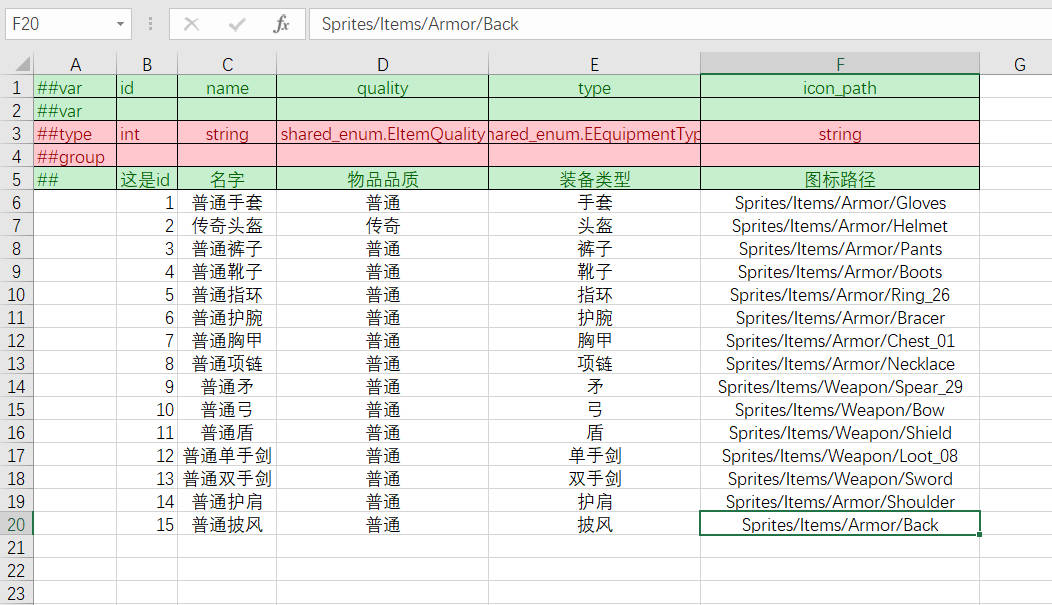 F20 fx Sprites/Items/Armor/Back
A B C D E F G
1 ##var id name quality type icon_path
2 ##var
3 ##type int string shared_enum.EItemQuality hared_enum.EEquipmentTyp string
4 ##group
5 ## 这是id 名字 物品品质 装备类型 图标路径
6 1 普通手套 普通 手套 Sprites/Items/Armor/Gloves
7 2 传奇头盔 传奇 头盔 Sprites/Items/Armor/Helmet
8 3 普通裤子 普通 裤子 Sprites/Items/Armor/Pants
9 4 普通靴子 普通 靴子 Sprites/Items/Armor/Boots
10 5 普通指环 普通 指环 Sprites/Items/Armor/Ring_26
11 6 普通护腕 普通 护腕 Sprites/Items/Armor/Bracer
12 7 普通胸甲 普通 胸甲 Sprites/Items/Armor/Chest_01
13 8 普通项链 普通 项链 Sprites/Items/Armor/Necklace
14 9 普通矛 普通 矛 Sprites/Items/Weapon/Spear_29
15 10 普通弓 普通 弓 Sprites/Items/Weapon/Bow
16 11 普通盾 普通 盾 Sprites/Items/Weapon/Shield
17 12 普通单手剑 普通 单手剑 Sprites/Items/Weapon/Loot_08
18 13 普通双手剑 普通 双手剑 Sprites/Items/Weapon/Sword
19 14 普通护肩 普通 护肩 Sprites/Items/Armor/Shoulder
20 15 普通披风 普通 披风 Sprites/Items/Armor/Back
21
22
23